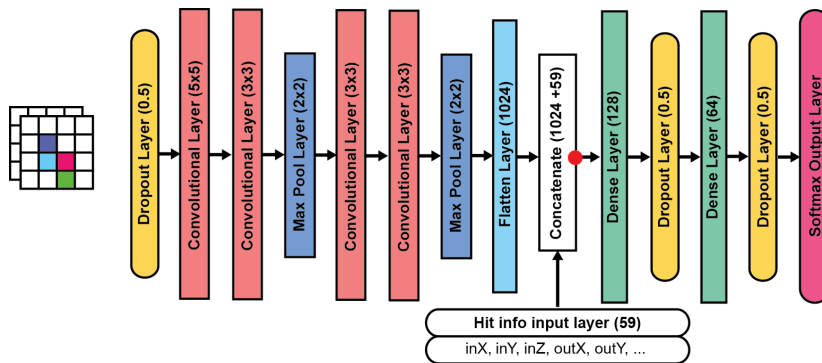 Dropout Layer (0.5)
Convolutional Layer (5x5)
Convolutional Layer (3x3)
Max Pool Layer (2x2)
Convolutional Layer (3x3)
Convolutional Layer (3x3)
Max Pool Layer (2x2)
Flatten Layer (1024)
Concatenate (1024 +59)
Dense Layer (128)
Dropout Layer (0.5)
Dense Layer (64)
Dropout Layer (0.5)
Softmax Output Layer
Hit info input layer (59)
inX, inY, inZ, outX, outY, ...